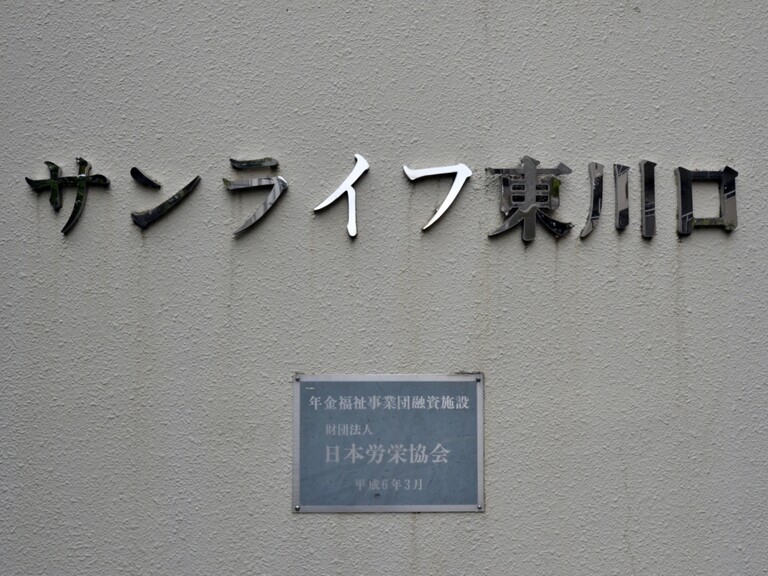 サンライフ東川口
年金福祉事業団融資施設
財団法人
日本労栄協会
平成6年3月